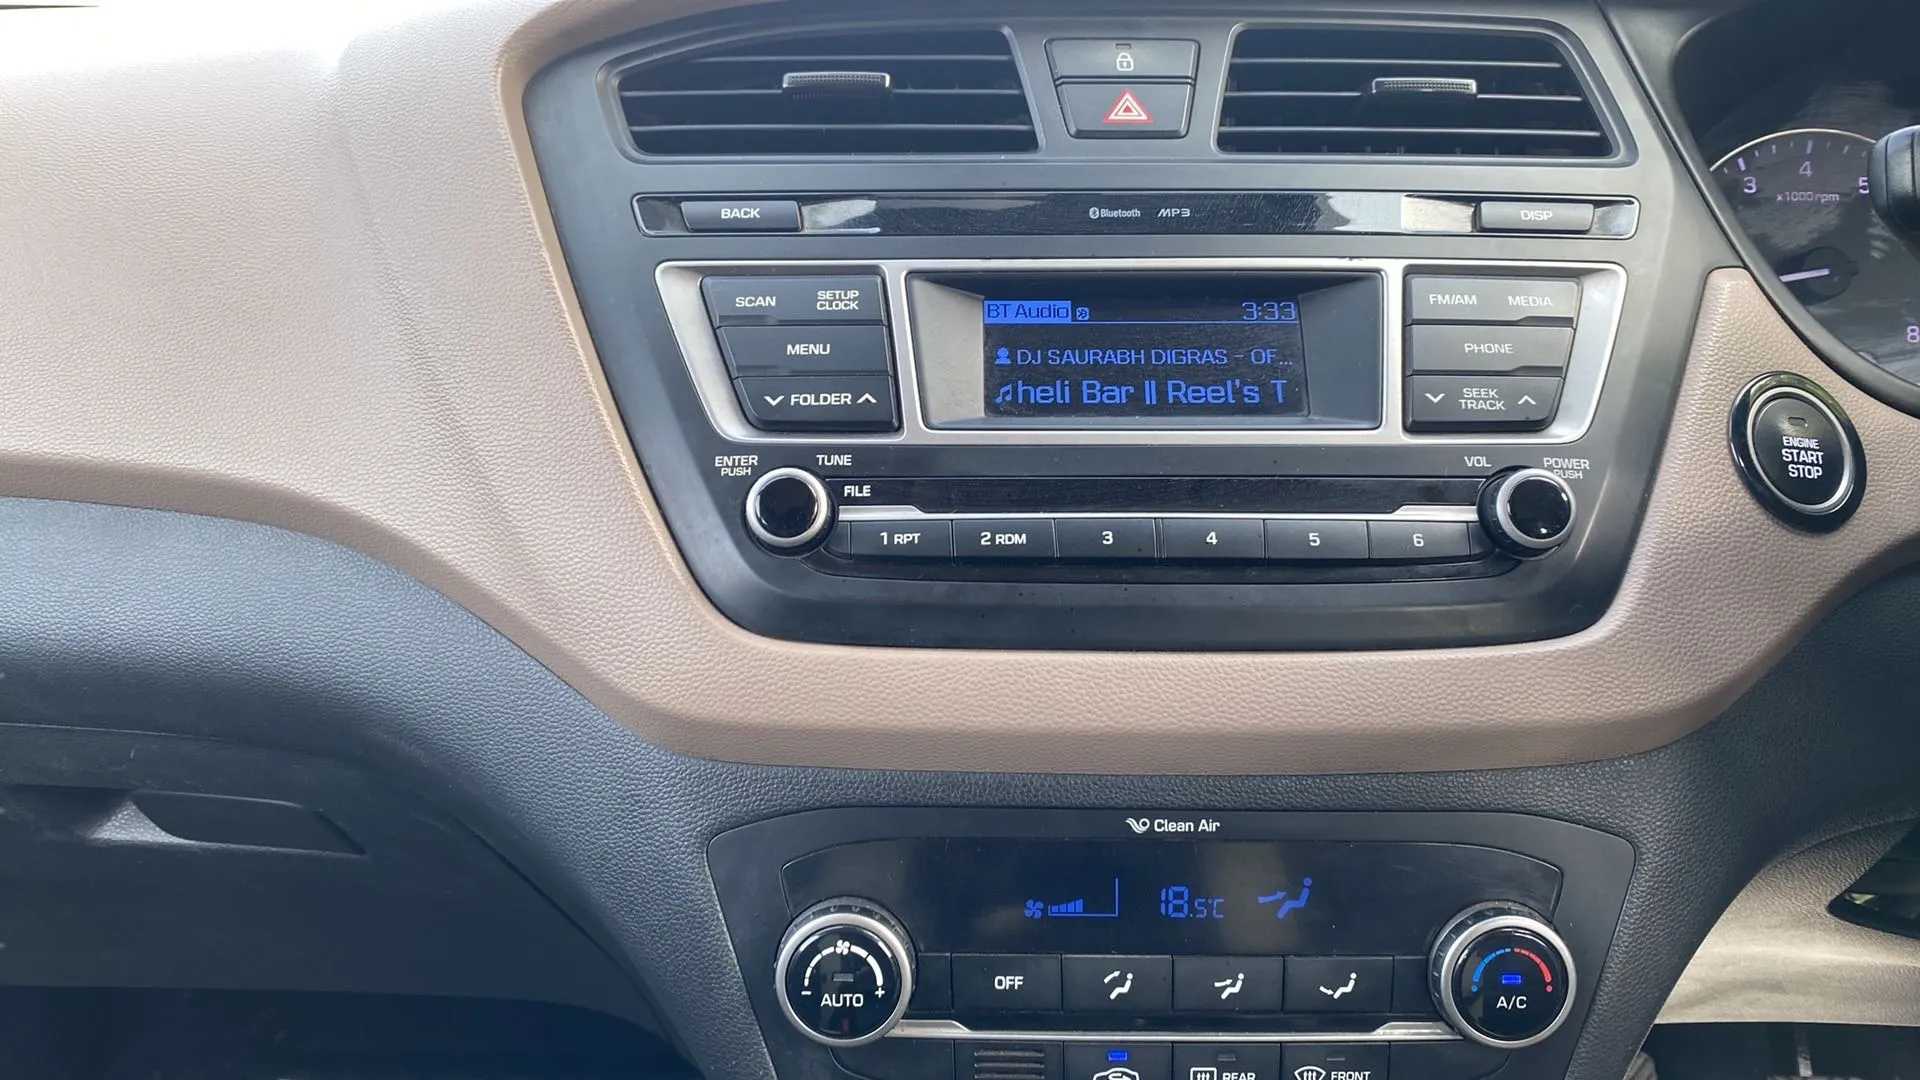 3 4 5
x1000rpm
8
BACK
Bluetooth MP3
DISP
SCAN
SETUP
CLOCK
MENU
FOLDER
BT Audio 3:33
DJ SAURABH DIGRAS - OF...
heli Bar || Reel's T
FM/AM MEDIA
PHONE
SEEK
TRACK
ENGINE
START
STOP
ENTER
PUSH
TUNE
FILE
VOL
POWER
PUSH
1 RPT 2 RDM 3 4 5 6
Clean Air
18.5°C
AUTO
- +
OFF
A/C
REAR
FRONT